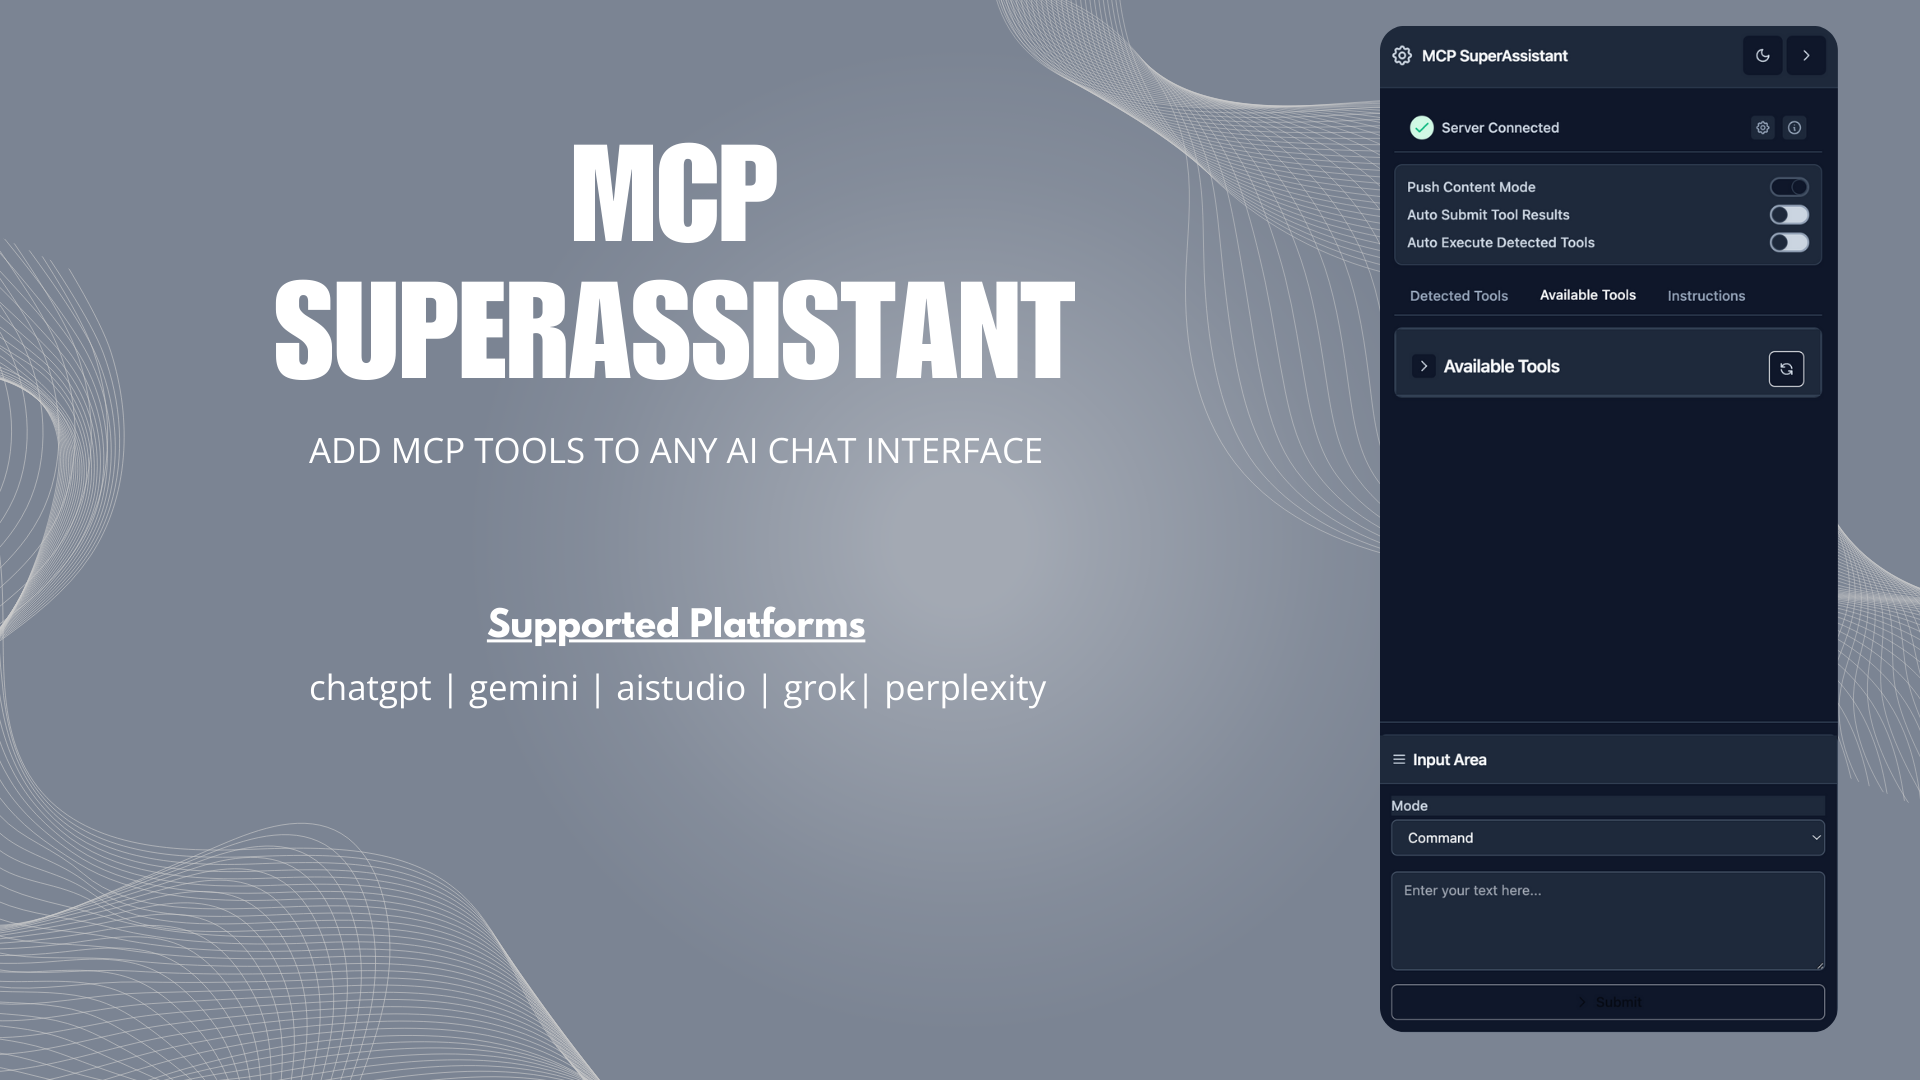 MCP
SUPERASSISTANT
ADD MCP TOOLS TO ANY AI CHAT INTERFACE
Supported Platforms
chatgpt | gemini | aistudio | grok| perplexity
MCP SuperAssistant
Server Connected
Push Content Mode
Auto Submit Tool Results
Auto Execute Detected Tools
Detected Tools Available Tools Instructions
Available Tools
Input Area
Mode
Command
Enter your text here...
Submit